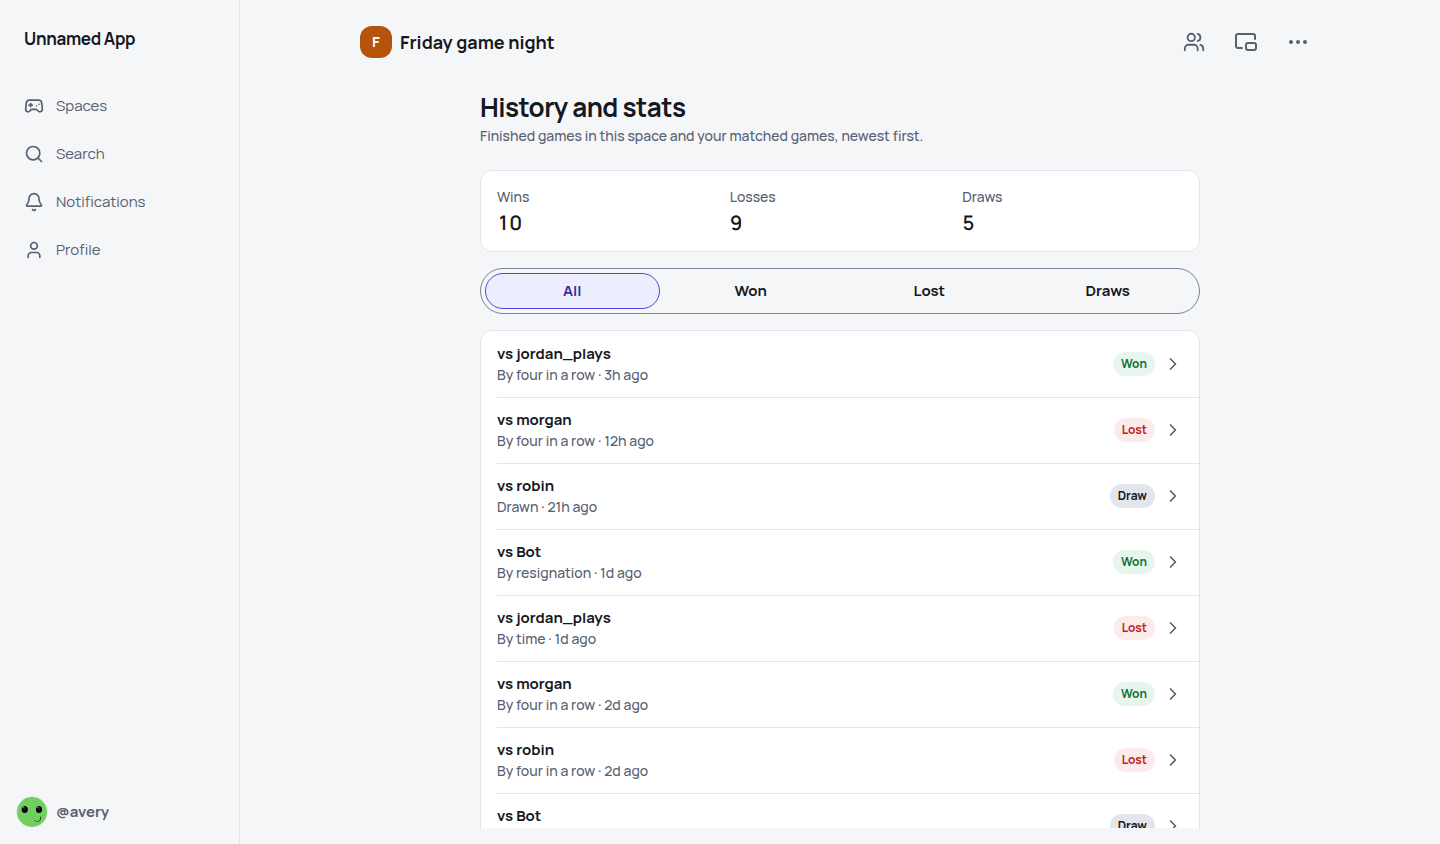 Unnamed App
Spaces
Search
Notifications
Profile
@avery
F
Friday game night
History and stats
Finished games in this space and your matched games, newest first.
Wins
10
Losses
9
Draws
5
All
Won
Lost
Draws
vs jordan_plays
By four in a row · 3h ago
Won
vs morgan
By four in a row · 12h ago
Lost
vs robin
Drawn · 21h ago
Draw
vs Bot
By resignation · 1d ago
Won
vs jordan_plays
By time · 1d ago
Lost
vs morgan
By four in a row · 2d ago
Won
vs robin
By four in a row · 2d ago
Lost
vs Bot
Draw